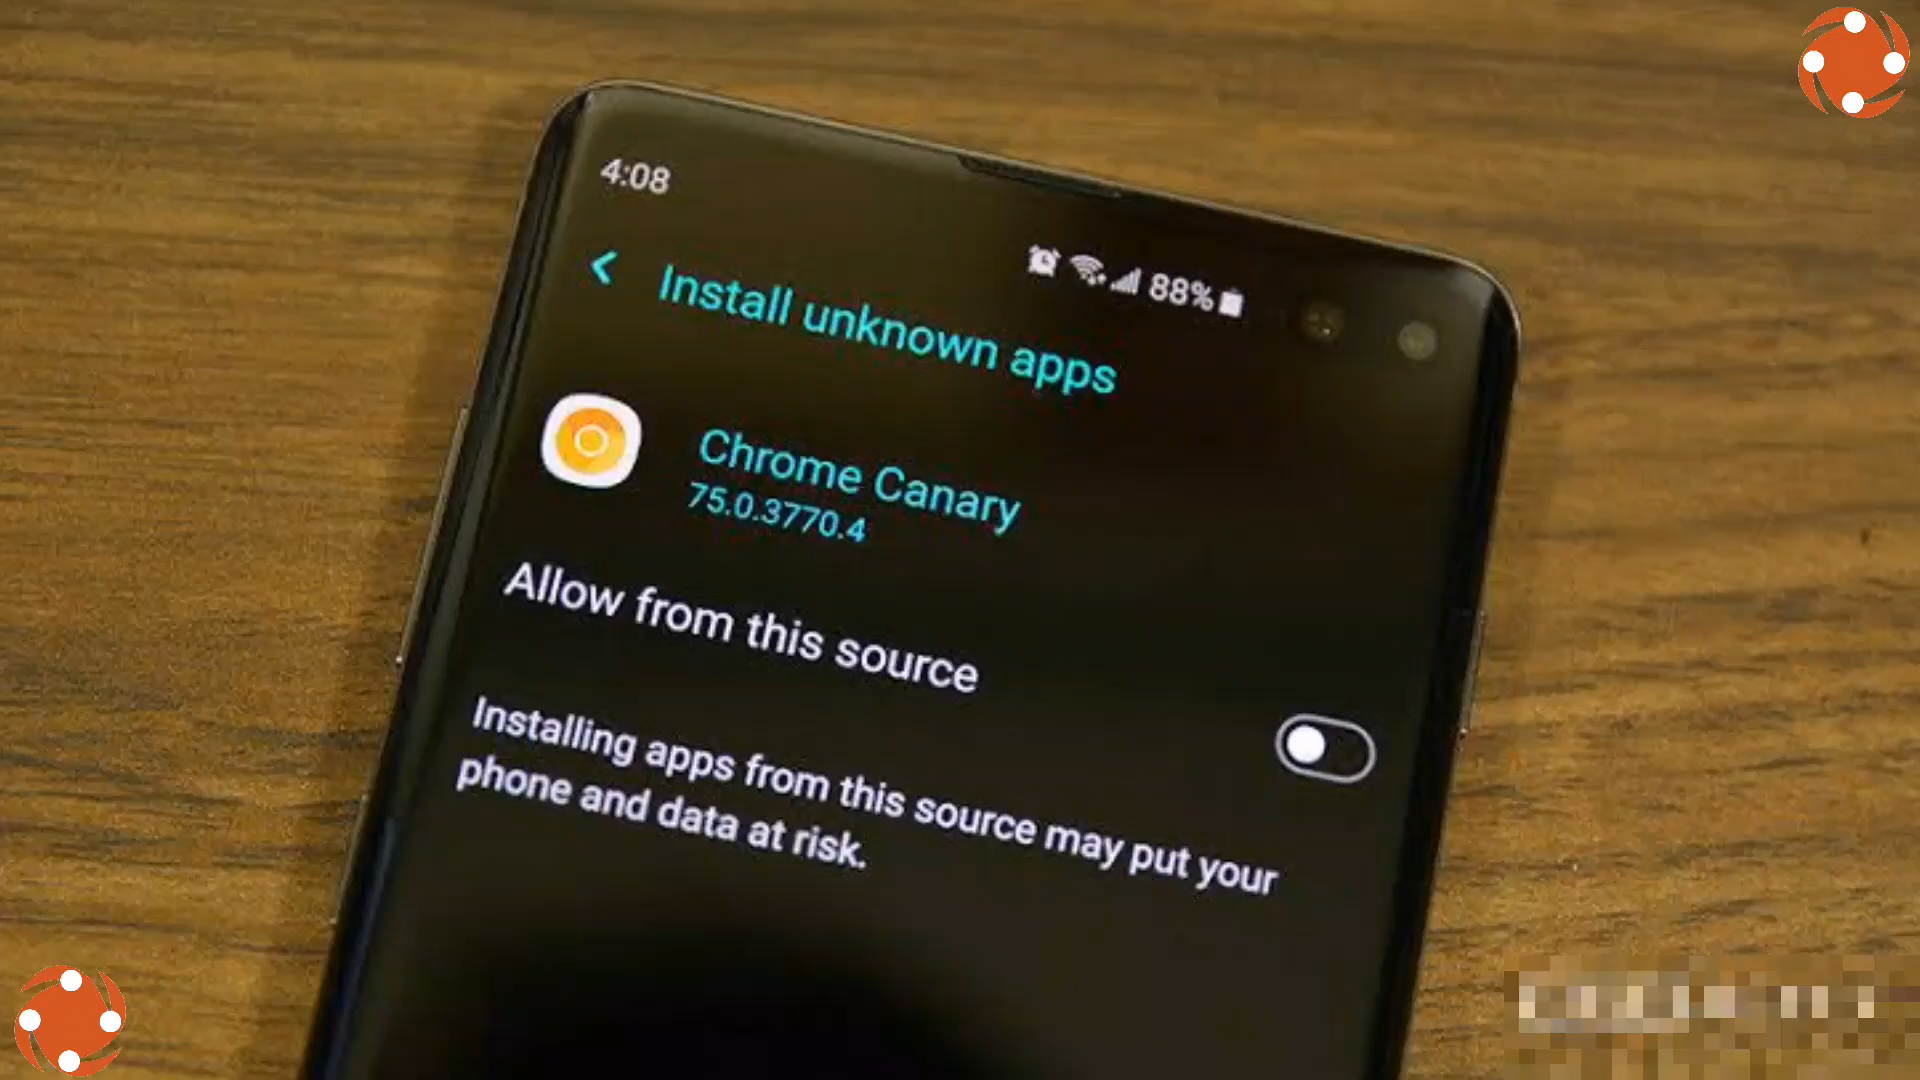 4:08
88%
Install unknown apps
Chrome Canary
75.0.3770.4
Allow from this source
Installing apps from this source may put your
phone and data at risk.